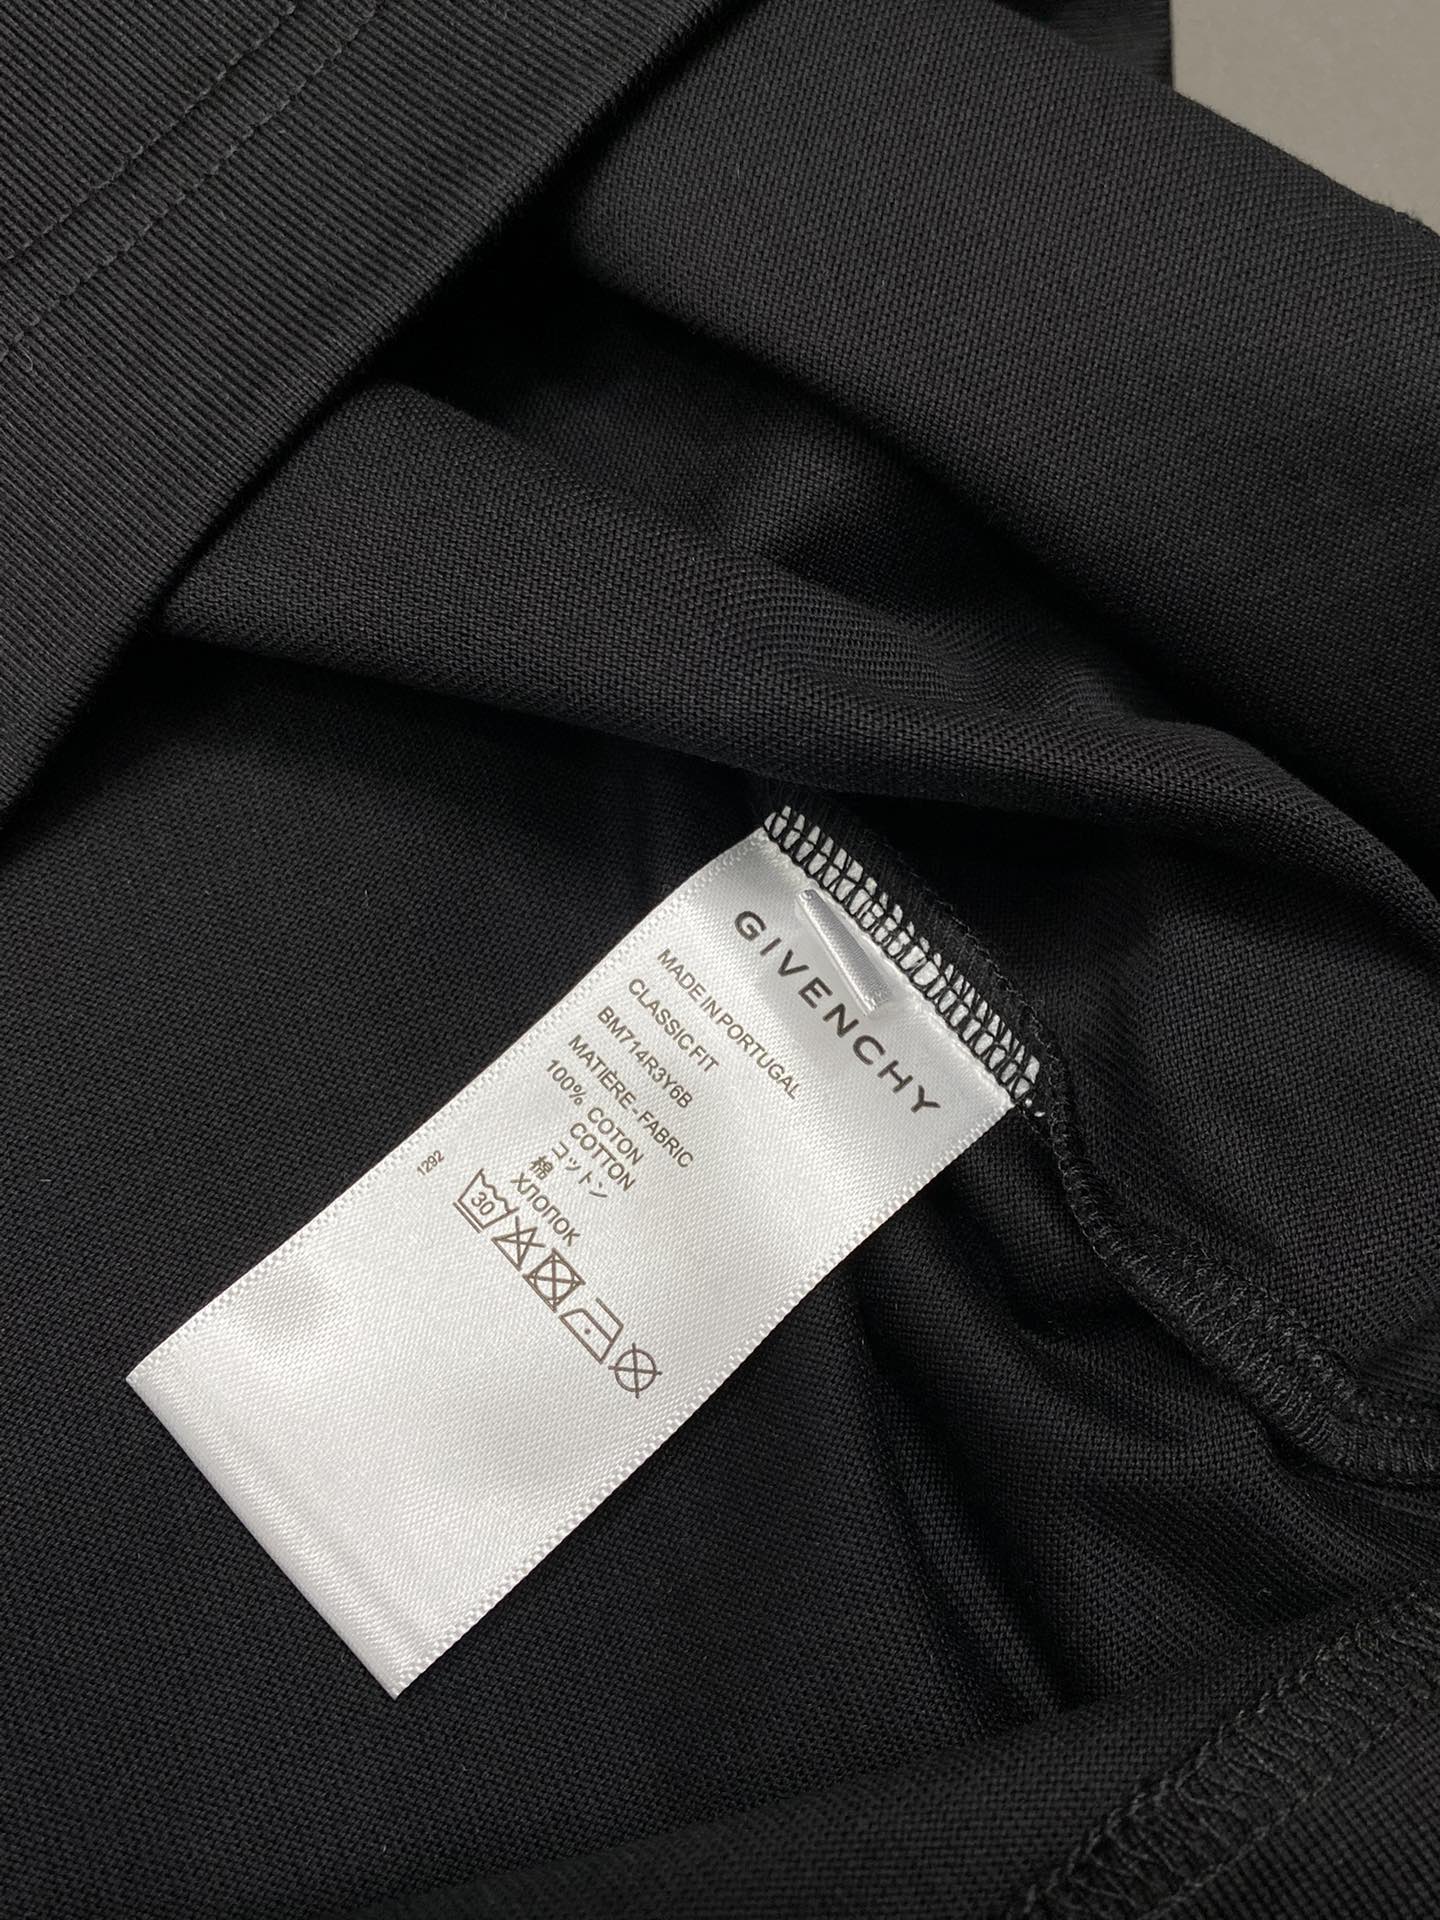 GIVENCHY
MADE IN PORTUGAL
CLASSIC FIT
BM714R3Y6B
MATIÈRE - FABRIC
100% COTON
COTTON
コットン
棉
ХЛОПОК
1292
30